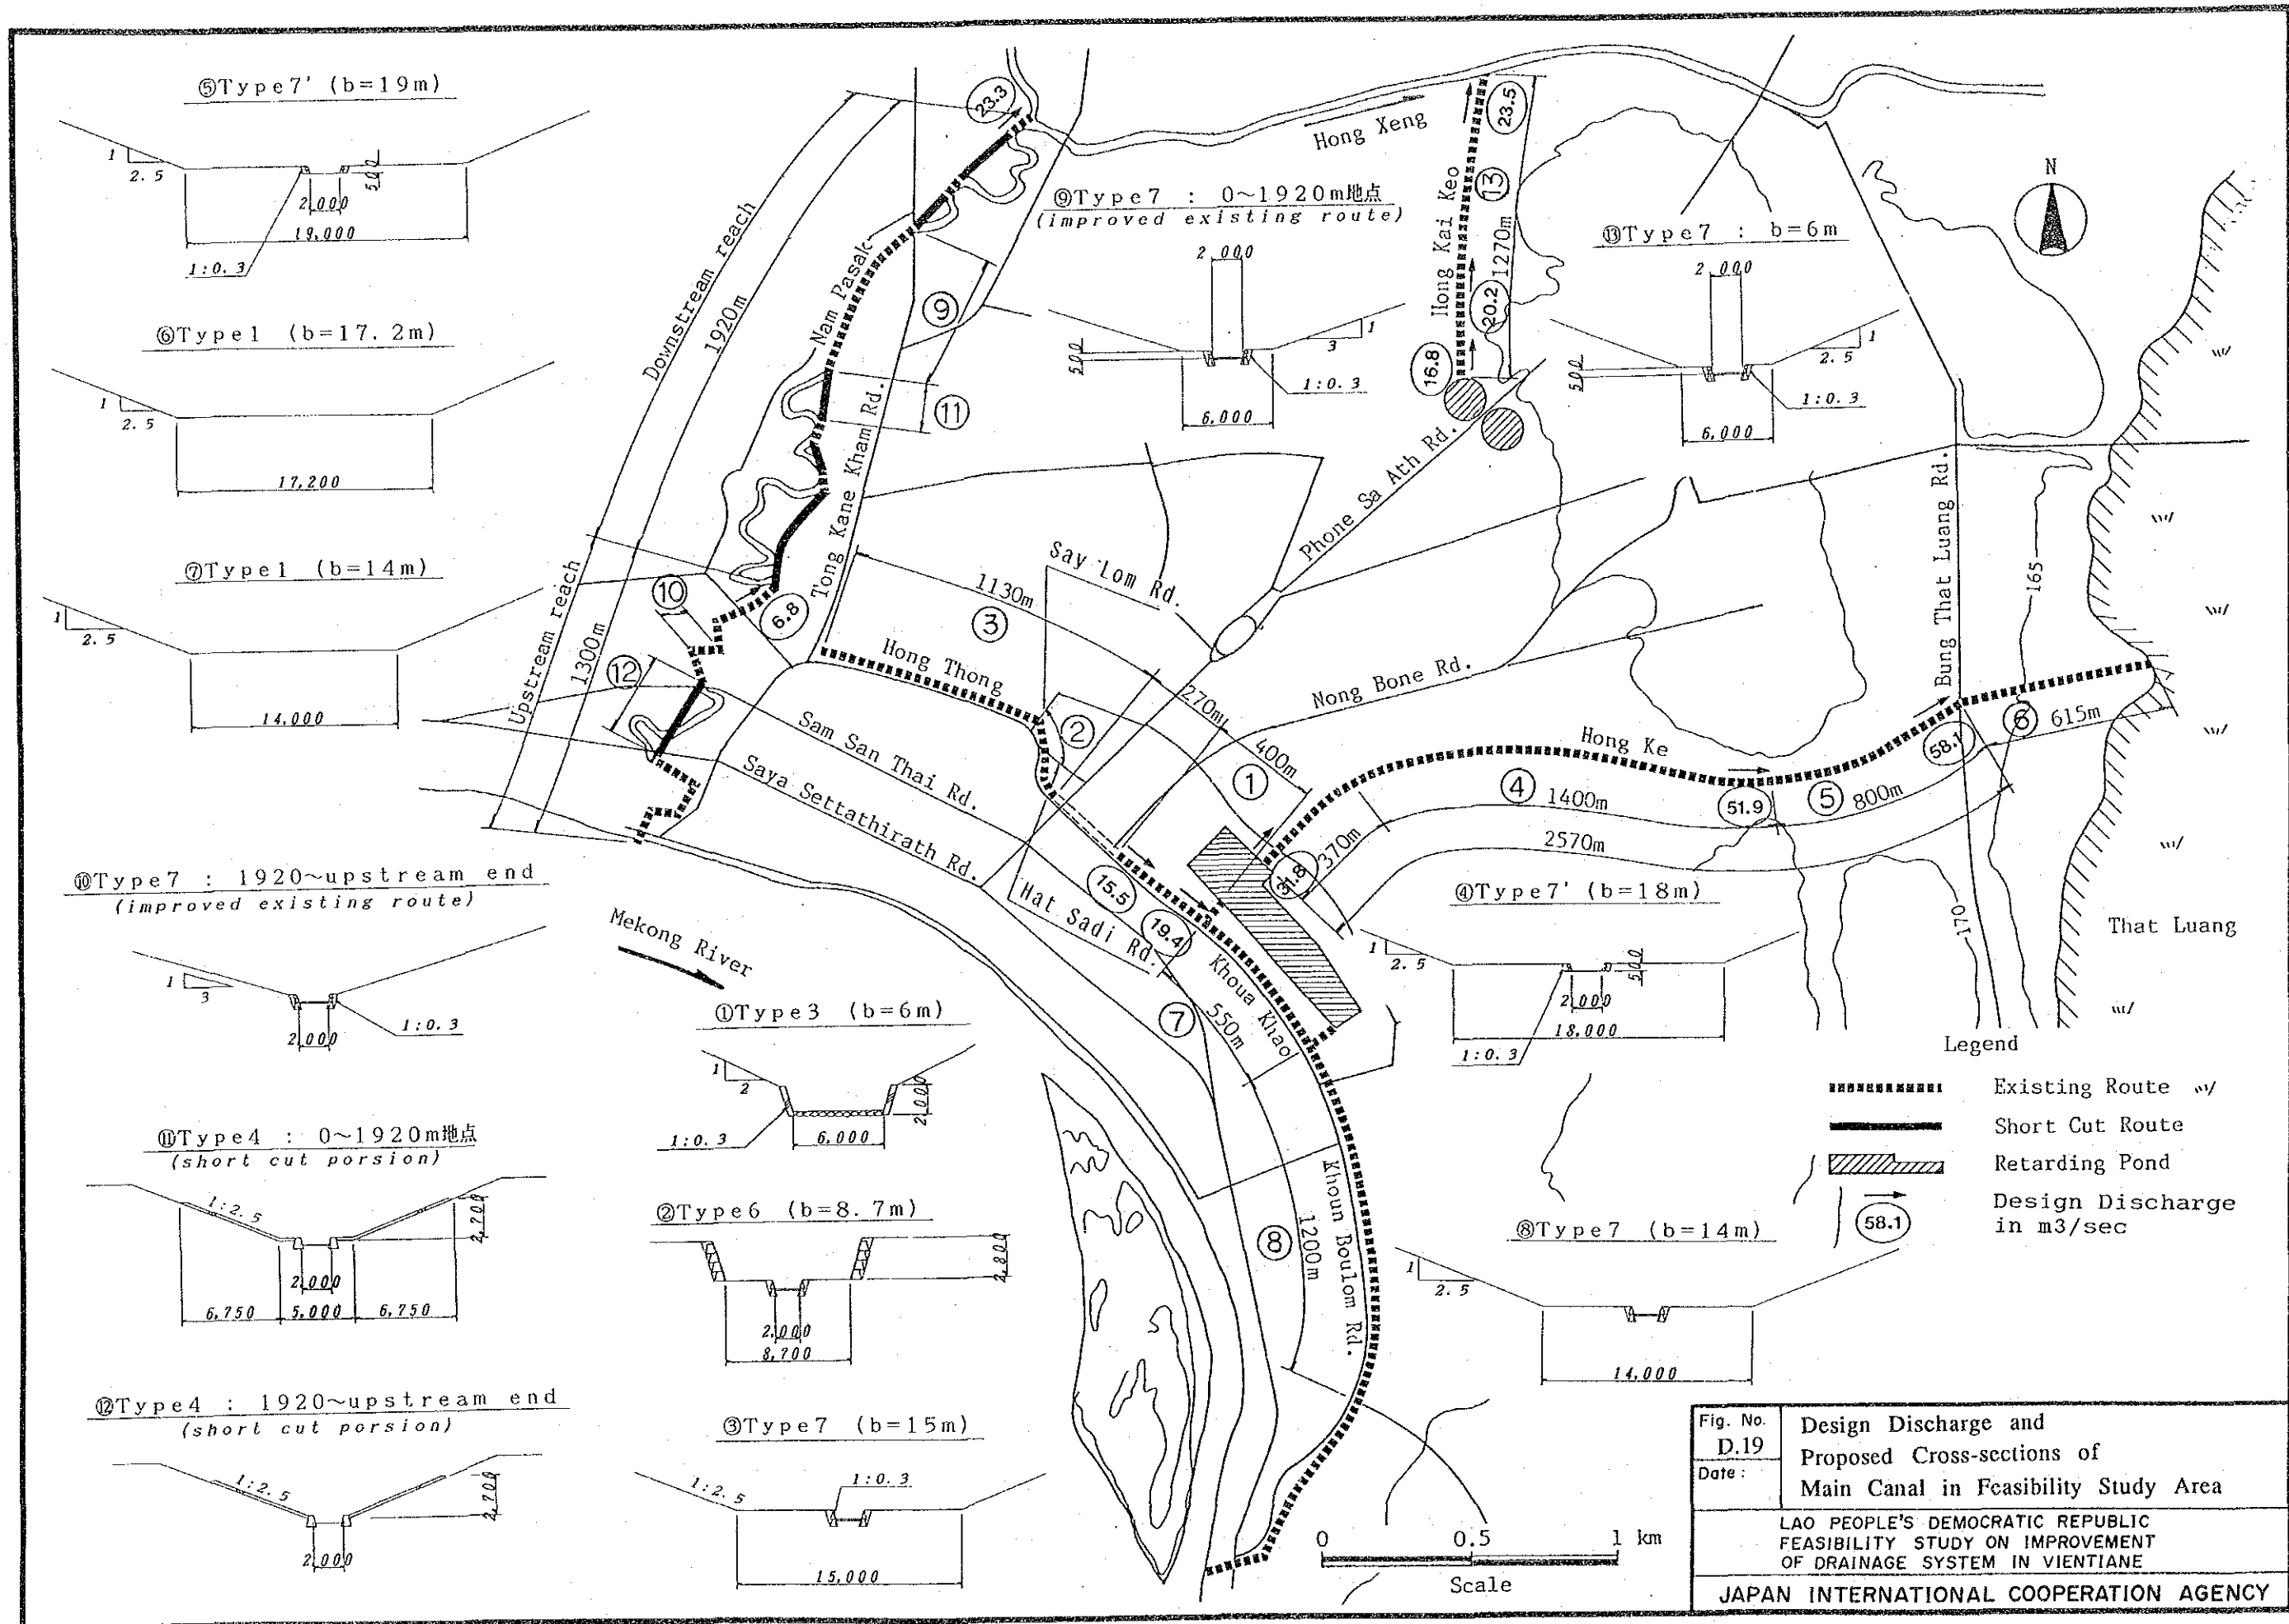 ⑤Type7' (b=19m)
1
2.5
500
2,000
19,000
1:0.3
⑥Type1 (b=17.2m)
1
2.5
17,200
⑦Type1 (b=14m)
1
2.5
14,000
⑩Type7 : 1920~upstream end
(improved existing route)
1
3
2,000
1:0.3
⑪Type4 : 0~1920m地点
(short cut porsion)
1:2.5
2,700
2,000
6,750
5,000
6,750
⑫Type4 : 1920~upstream end
(short cut porsion)
1:2.5
2,700
2,000
①Type3 (b=6m)
1
2
2,000
1:0.3
6,000
②Type6 (b=8.7m)
2,800
2,000
8,700
③Type7 (b=15m)
1:2.5
1:0.3
15,000
⑨Type7 : 0~1920m地点
(improved existing route)
2,000
500
1
3
1:0.3
6,000
⑬Type7 : b=6m
2,000
500
1
2.5
1:0.3
6,000
④Type7' (b=18m)
1
2.5
500
2,000
18,000
1:0.3
⑧Type7 (b=14m)
1
2.5
14,000
Downstream reach
1920m
Upstream reach
1300m
23.3
Nam Pasak
⑨
⑪
Tong Kane Kham Rd.
⑩
6.8
⑫
Hong Xeng
Hong Kai Keo
23.5
⑬
1270m
20.2
16.8
Phone Sa Ath Rd.
Say Lom Rd.
1130m
③
Hong Thong
②
270m
400m
①
Nong Bone Rd.
Sam San Thai Rd.
Saya Settathirath Rd.
Hat Sadi Rd.
15.5
19.4
31.8
370m
Hong Ke
④
1400m
51.9
⑤
800m
58.1
⑥
615m
2570m
Bung That Luang Rd.
165
170
That Luang
N
Mekong River
Khoua Khao
⑦
550m
⑧
1200m
Khoun Boulom Rd.
Legend
Existing Route
Short Cut Route
Retarding Pond
58.1
Design Discharge
in m3/sec
0
0.5
1 km
Scale
Fig. No.
D.19
Date :
Design Discharge and
Proposed Cross-sections of
Main Canal in Feasibility Study Area
LAO PEOPLE'S DEMOCRATIC REPUBLIC
FEASIBILITY STUDY ON IMPROVEMENT
OF DRAINAGE SYSTEM IN VIENTIANE
JAPAN INTERNATIONAL COOPERATION AGENCY